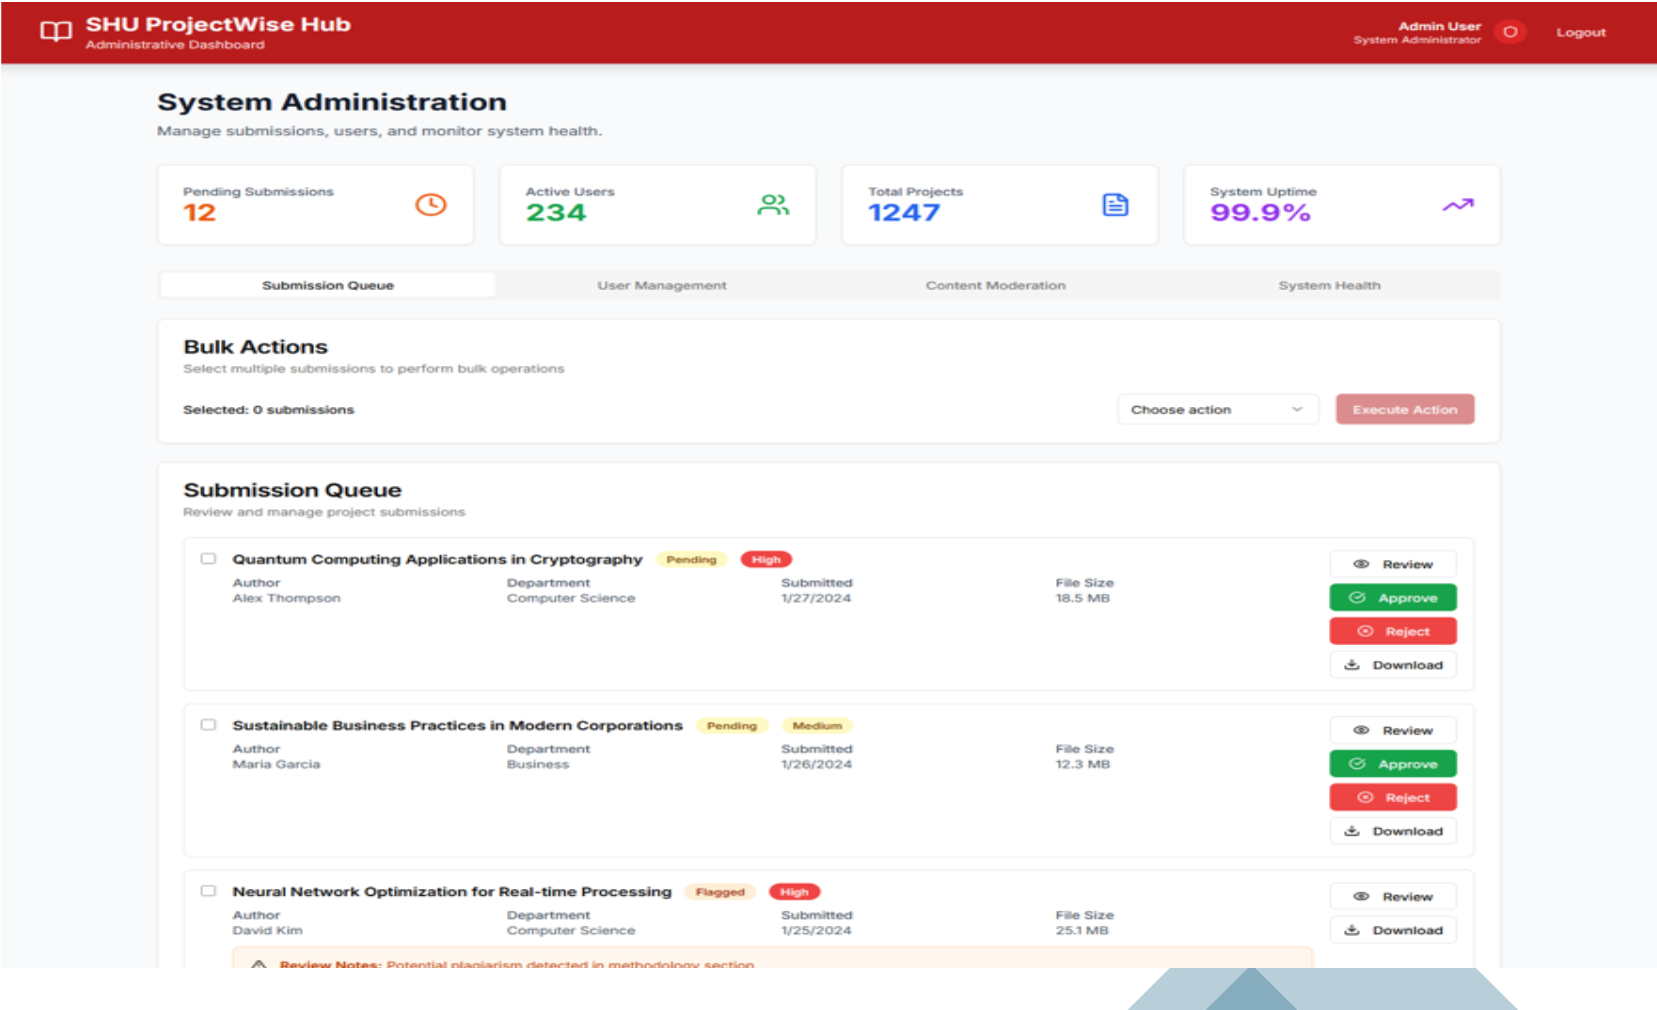 SHU ProjectWise Hub
Administrative Dashboard
Admin User
System Administrator
Logout
System Administration
Manage submissions, users, and monitor system health.
Pending Submissions
12
Active Users
234
Total Projects
1247
System Uptime
99.9%
Submission Queue
User Management
Content Moderation
System Health
Bulk Actions
Select multiple submissions to perform bulk operations
Selected: 0 submissions
Choose action
Execute Action
Submission Queue
Review and manage project submissions
Quantum Computing Applications in Cryptography Pending High
Author Department Submitted File Size
Alex Thompson Computer Science 1/27/2024 18.5 MB
Review
Approve
Reject
Download
Sustainable Business Practices in Modern Corporations Pending Medium
Author Department Submitted File Size
Maria Garcia Business 1/26/2024 12.3 MB
Review
Approve
Reject
Download
Neural Network Optimization for Real-time Processing Flagged High
Author Department Submitted File Size
David Kim Computer Science 1/25/2024 25.1 MB
Review
Download
Review Notes: Potential plagiarism detected in methodology section